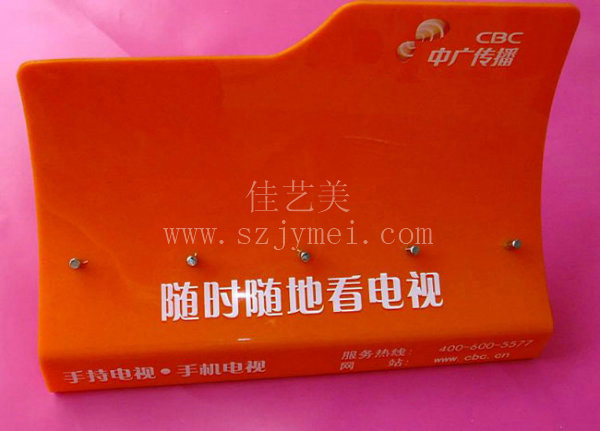 CBC
中广传播
佳艺美
www.szjymei.com
随时随地看电视
手持电视•手机电视
服务热线: 400-600-5577
网 站: www.cbc.cn